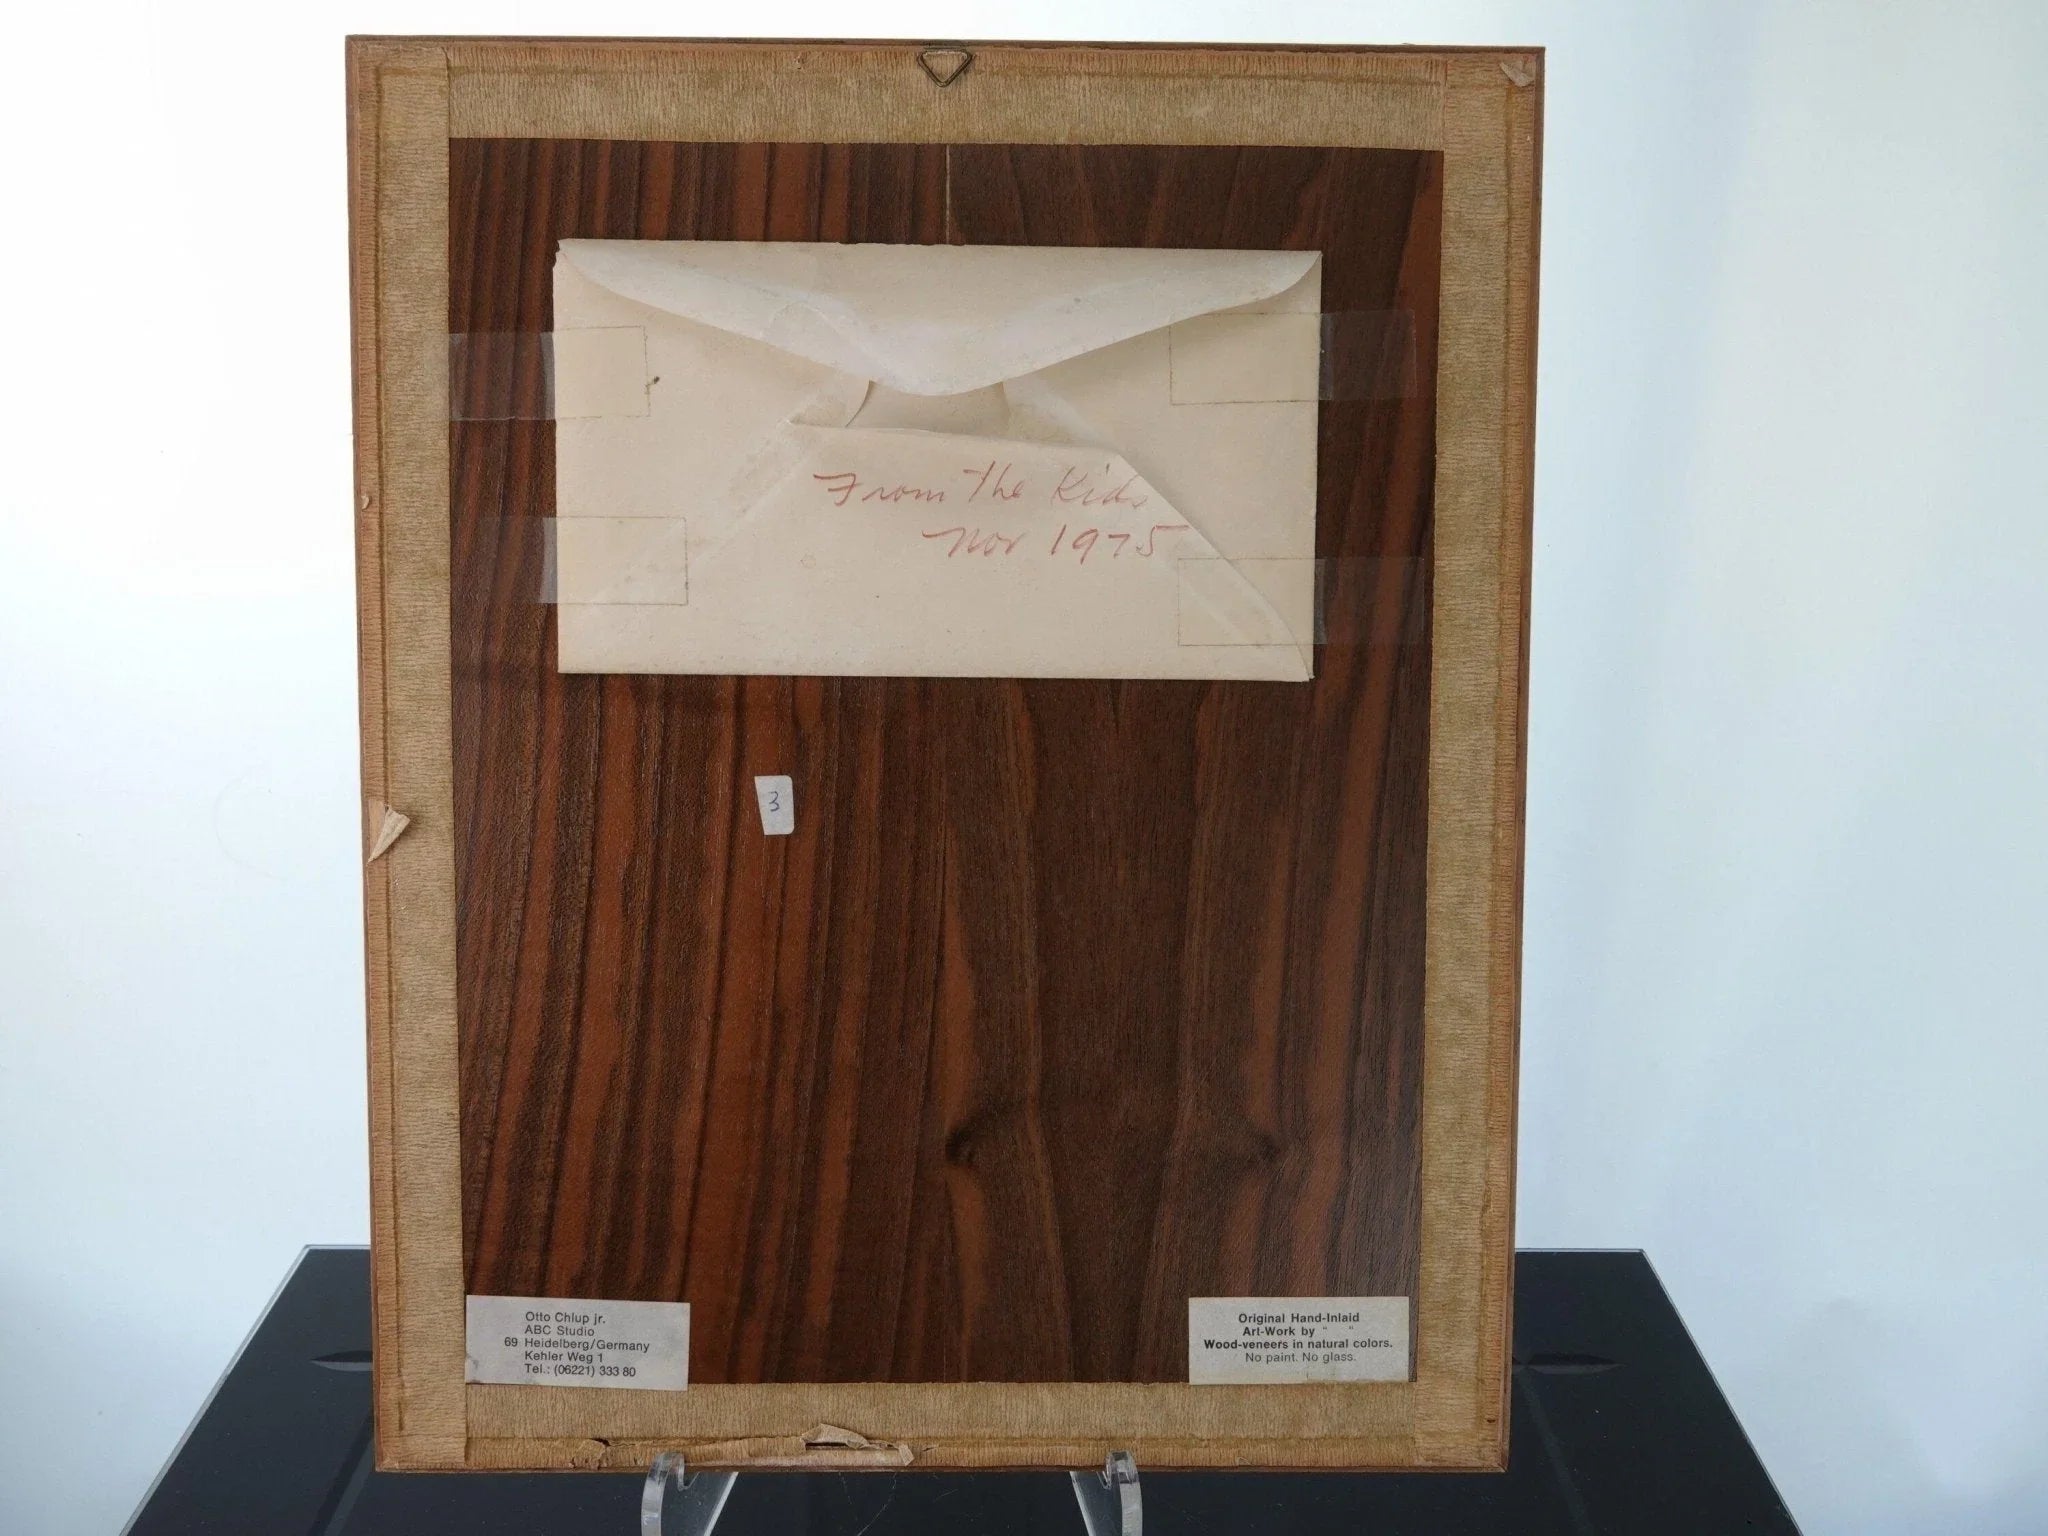 From The Kids
Nov 1975
3
Otto Chlup jr.
ABC Studio
69 Heidelberg/Germany
Kehler Weg 1
Tel.: (06221) 333 80
Original Hand-Inlaid
Art-Work by " "
Wood-veneers in natural colors.
No paint. No glass.